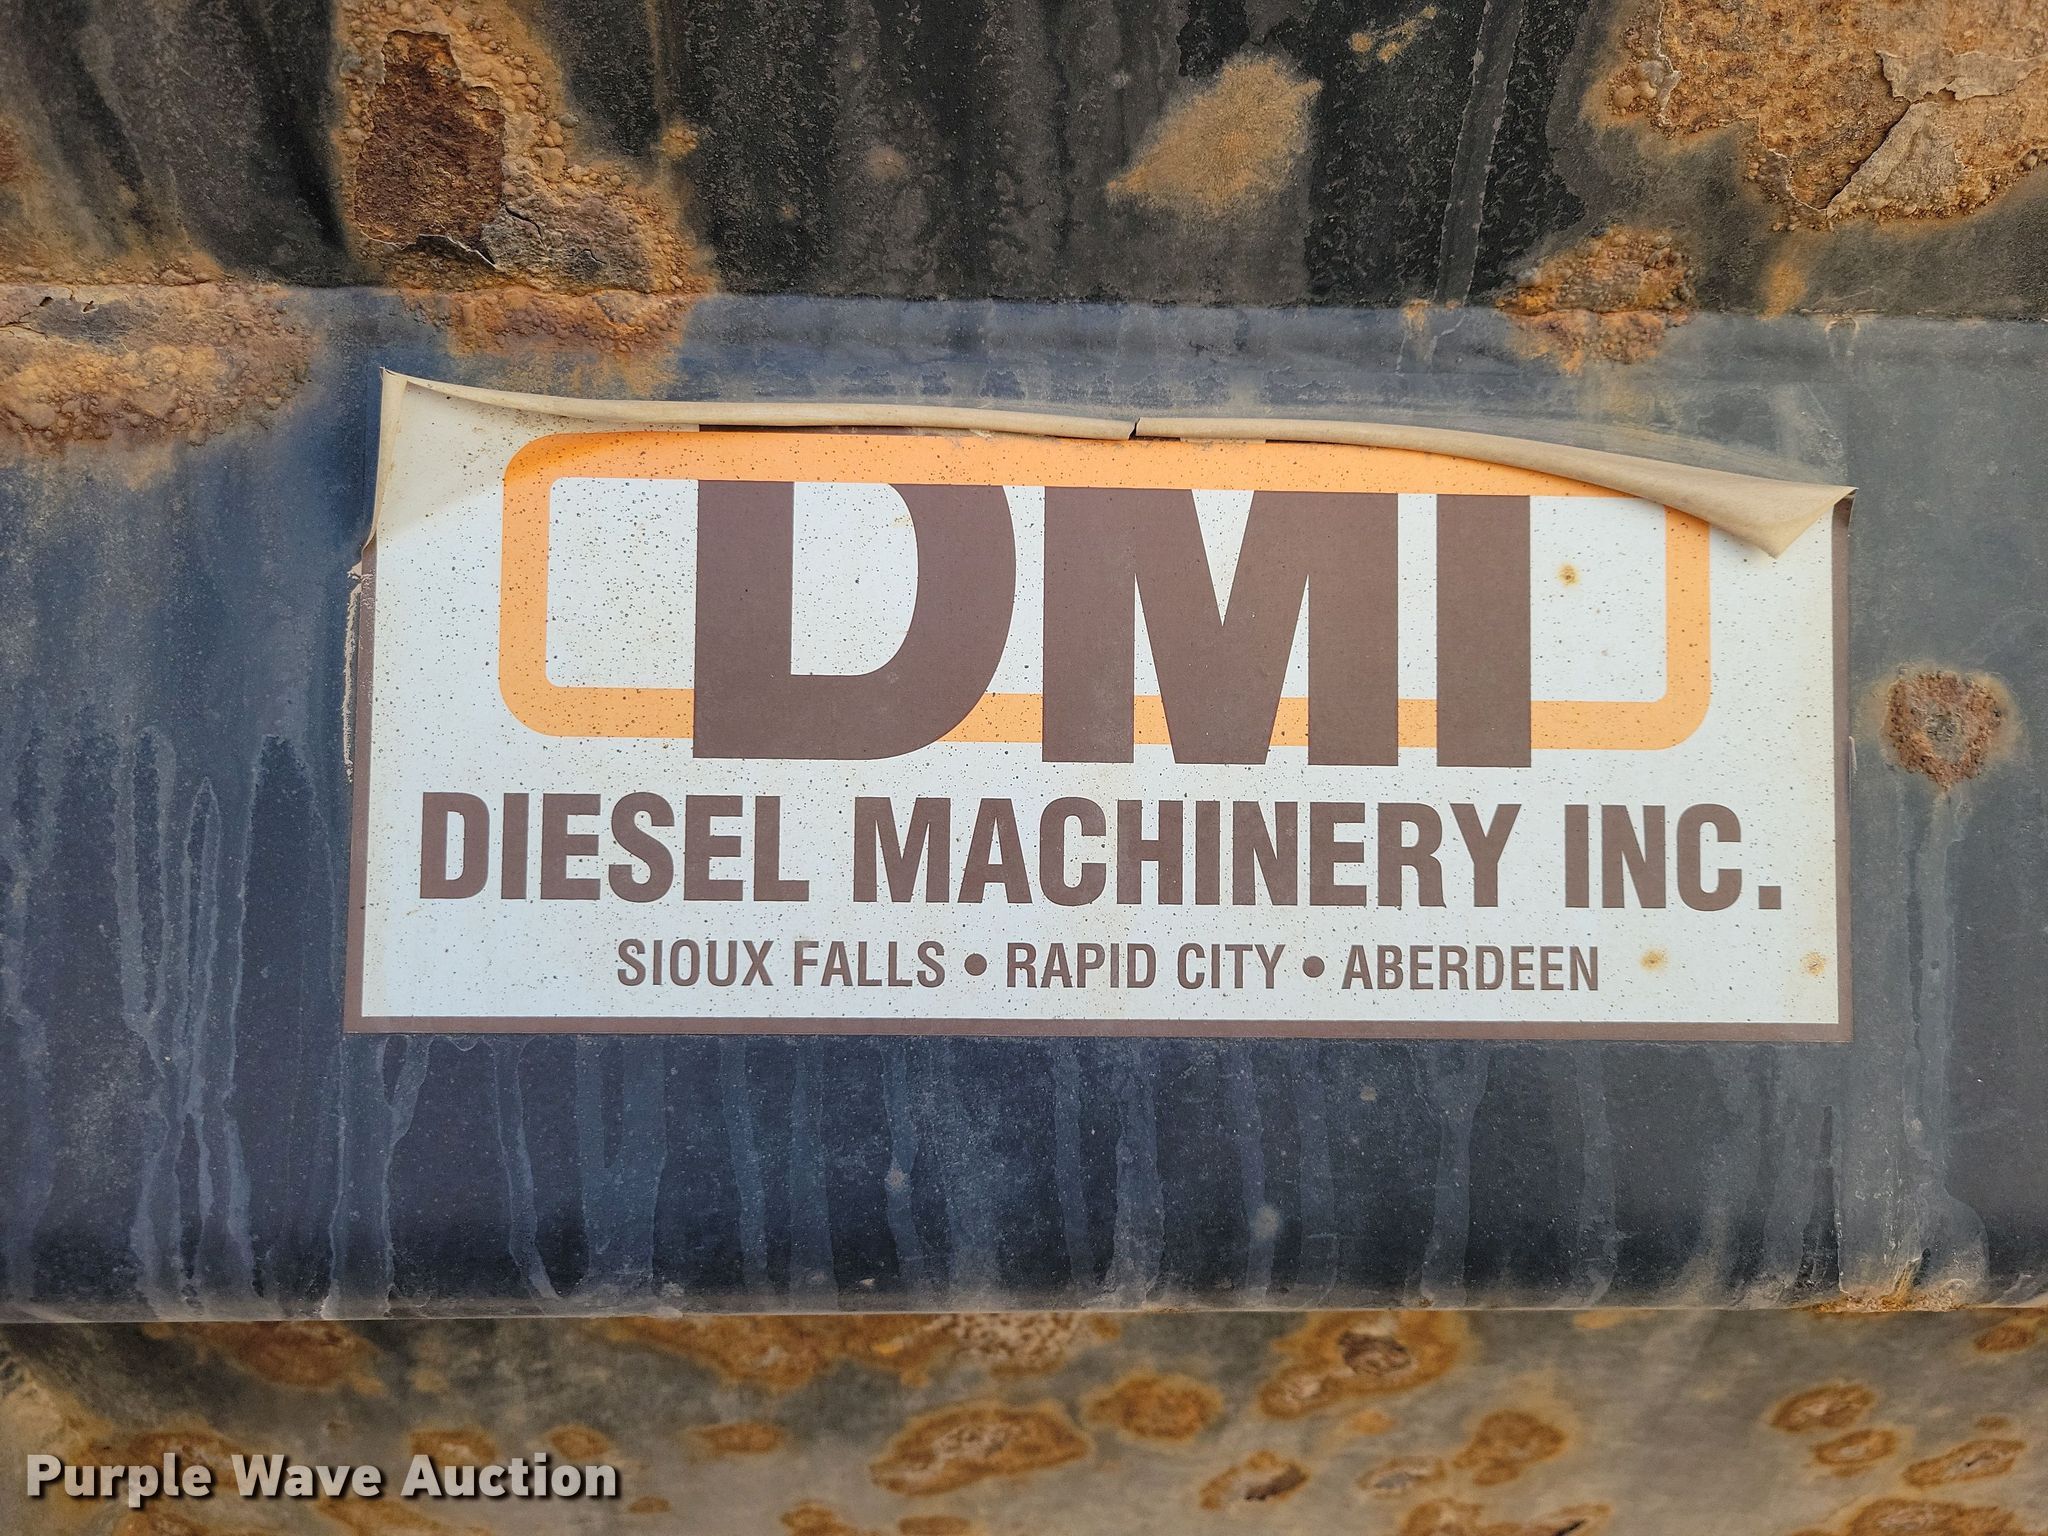 DMI
DIESEL MACHINERY INC.
SIOUX FALLS • RAPID CITY • ABERDEEN
Purple Wave Auction